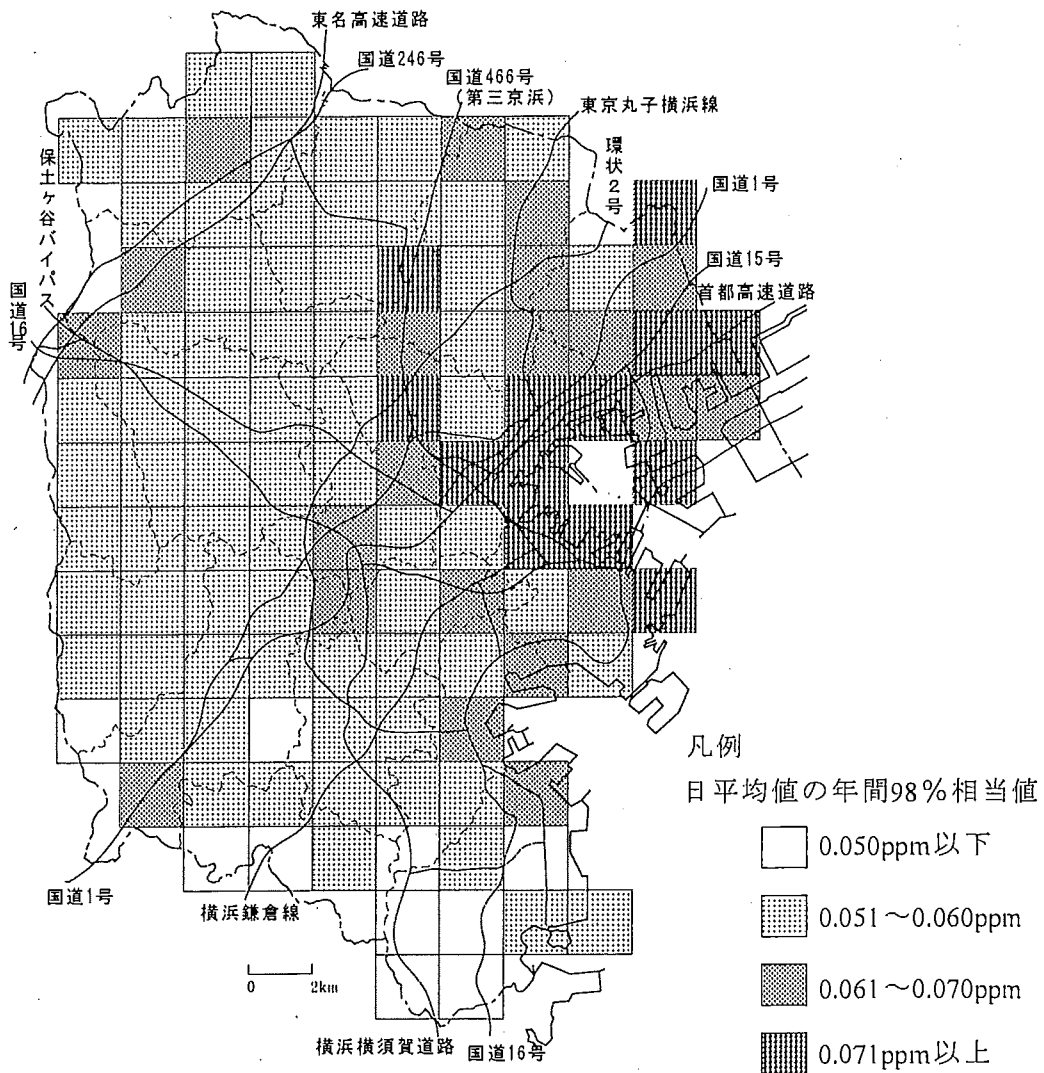 東名高速道路
国道246号
国道466号
(第三京浜)
東京丸子横浜線
環状2号
国道1号
国道15号
首都高速道路
保土ヶ谷バイパス
国道16号
国道1号
横浜鎌倉線
0 2km
横浜横須賀道路
国道16号
凡例
日平均値の年間98%相当値
0.050ppm以下
0.051~0.060ppm
0.061~0.070ppm
0.071ppm以上